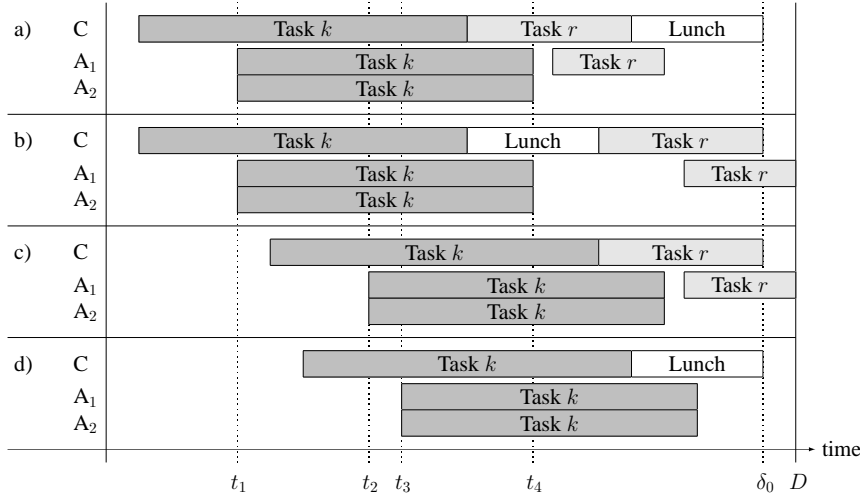 a) C Task k Task r Lunch
A₁ Task k Task r
A₂ Task k
b) C Task k Lunch Task r
A₁ Task k Task r
A₂ Task k
c) C Task k Task r
A₁ Task k Task r
A₂ Task k
d) C Task k Lunch
A₁ Task k
A₂ Task k
time
t₁ t₂ t₃ t₄ δ₀ D